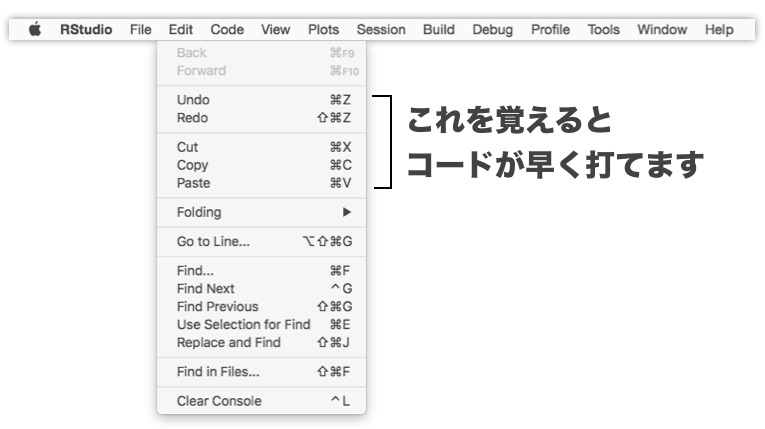 RStudio File Edit Code View Plots Session Build Debug Profile Tools Window Help
Back ⌘F9
Forward ⌘F10
Undo ⌘Z
Redo ⇧⌘Z
Cut ⌘X
Copy ⌘C
Paste ⌘V
これを覚えると
コードが早く打てます
Folding ▶
Go to Line... ⌥⇧⌘G
Find... ⌘F
Find Next ^G
Find Previous ⇧⌘G
Use Selection for Find ⌘E
Replace and Find ⇧⌘J
Find in Files... ⇧⌘F
Clear Console ^L